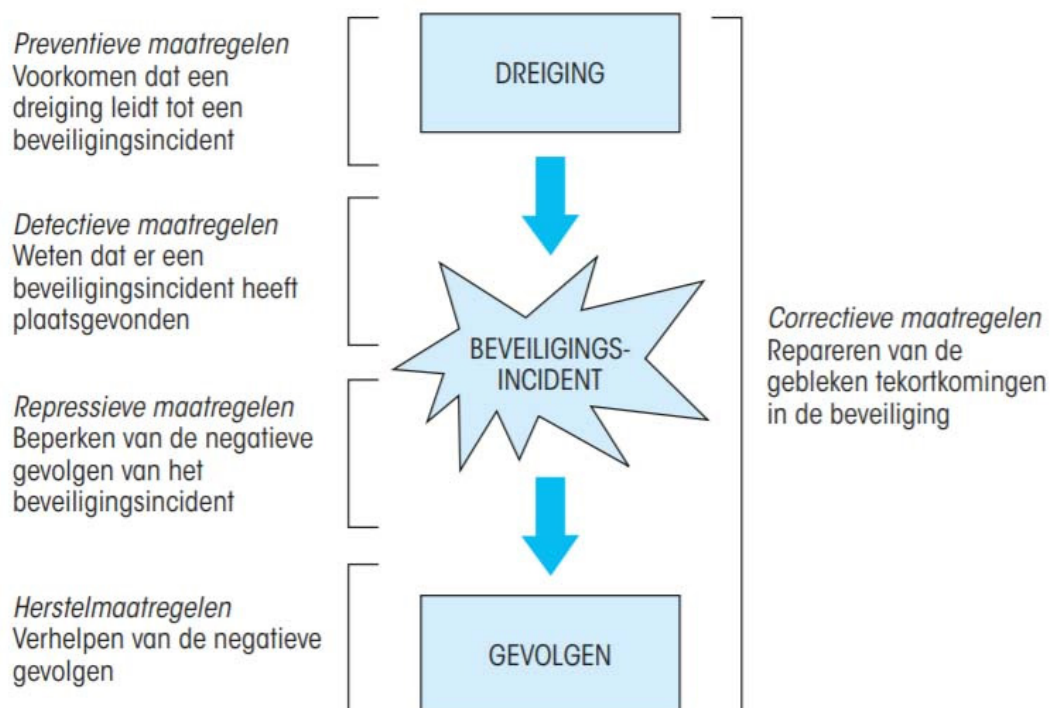 Preventieve maatregelen
Voorkomen dat een
dreiging leidt tot een
beveiligingsincident
DREIGING
Detectieve maatregelen
Weten dat er een
beveiligingsincident heeft
plaatsgevonden
BEVEILIGINGS-
INCIDENT
Repressieve maatregelen
Beperken van de negatieve
gevolgen van het
beveiligingsincident
Herstelmaatregelen
Verhelpen van de negatieve
gevolgen
GEVOLGEN
Correctieve maatregelen
Repareren van de
gebleken tekortkomingen
in de beveiliging